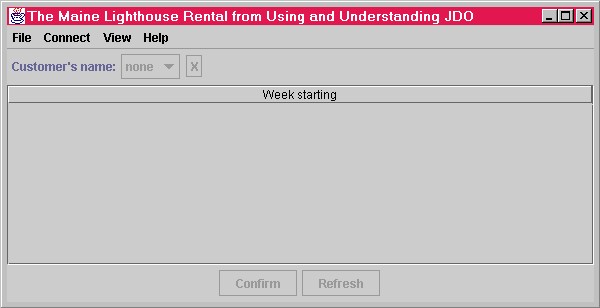 The Maine Lighthouse Rental from Using and Understanding JDO
File Connect View Help
Customer's name: none X
Week starting
Confirm Refresh